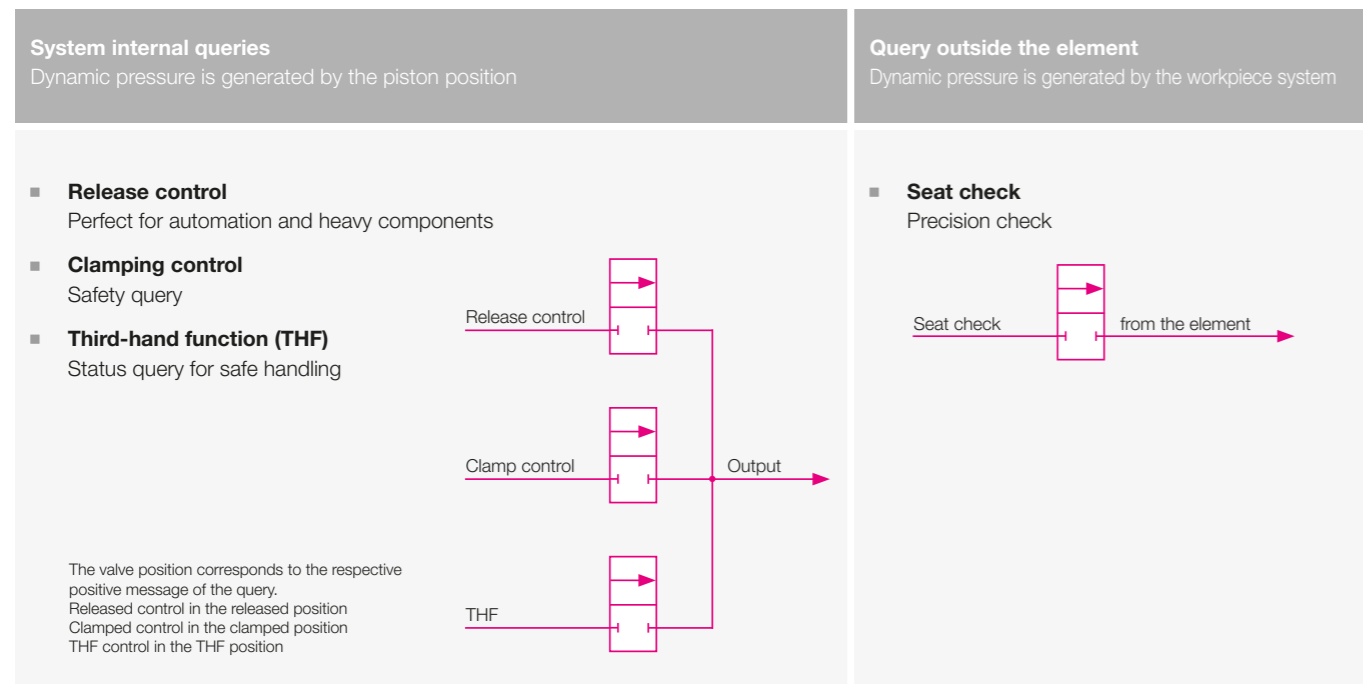 System internal queries
Dynamic pressure is generated by the piston position
Release control
Perfect for automation and heavy components
Clamping control
Safety query
Third-hand function (THF)
Status query for safe handling
Release control
Clamp control
Output
THF
The valve position corresponds to the respective
positive message of the query.
Released control in the released position
Clamped control in the clamped position
THF control in the THF position
Query outside the element
Dynamic pressure is generated by the workpiece system
Seat check
Precision check
Seat check
from the element